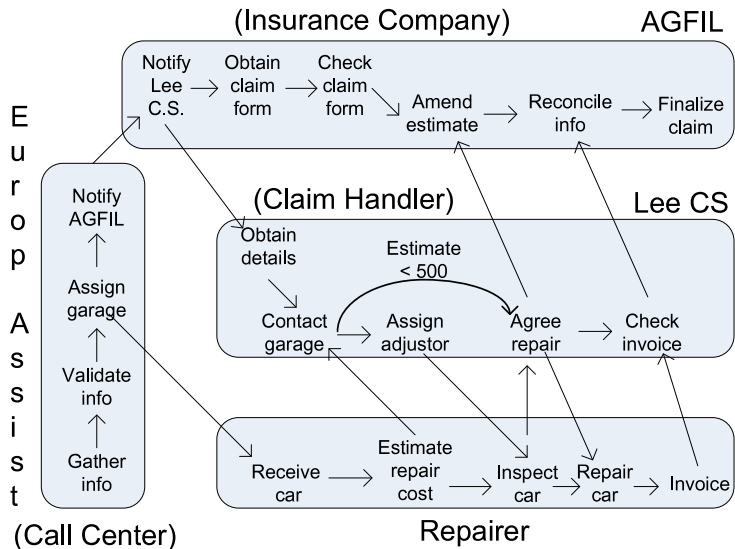 (Insurance Company)
AGFIL
Notify
Lee
C.S.
Obtain
claim
form
Check
claim
form
Amend
estimate
Reconcile
info
Finalize
claim
Europ Assist
Notify
AGFIL
Assign
garage
Validate
info
Gather
info
(Call Center)
(Claim Handler)
Lee CS
Obtain
details
Estimate
< 500
Contact
garage
Assign
adjustor
Agree
repair
Check
invoice
Receive
car
Estimate
repair
cost
Inspect
car
Repair
car
Invoice
Repairer